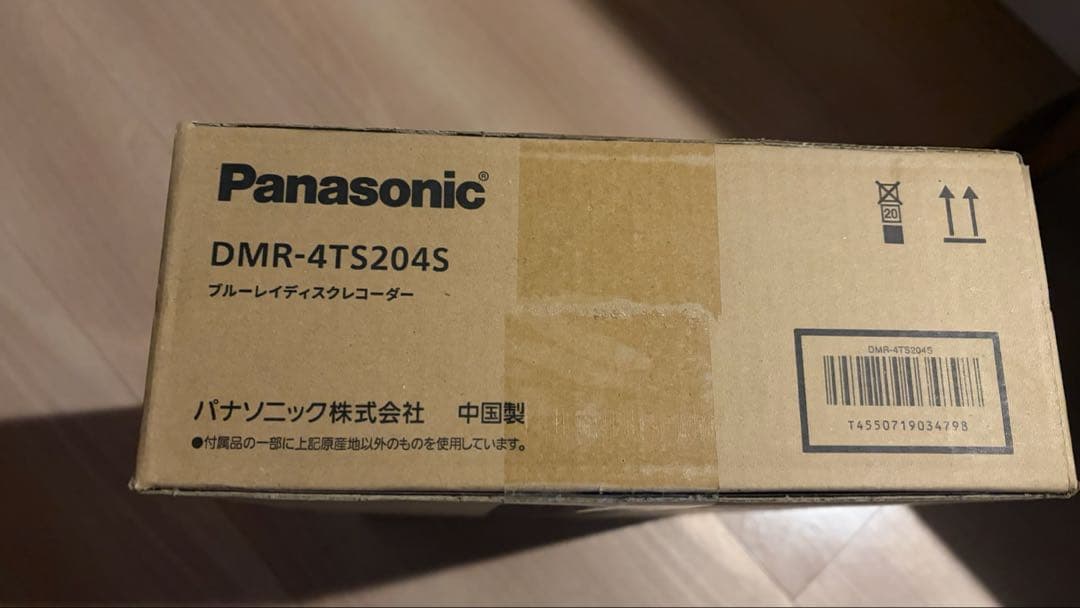 Panasonic®
DMR-4TS204S
ブルーレイディスクレコーダー
20
DMR-4TS204S
T4550719034798
パナソニック株式会社 中国製
●付属品の一部に上記原産地以外のものを使用しています。